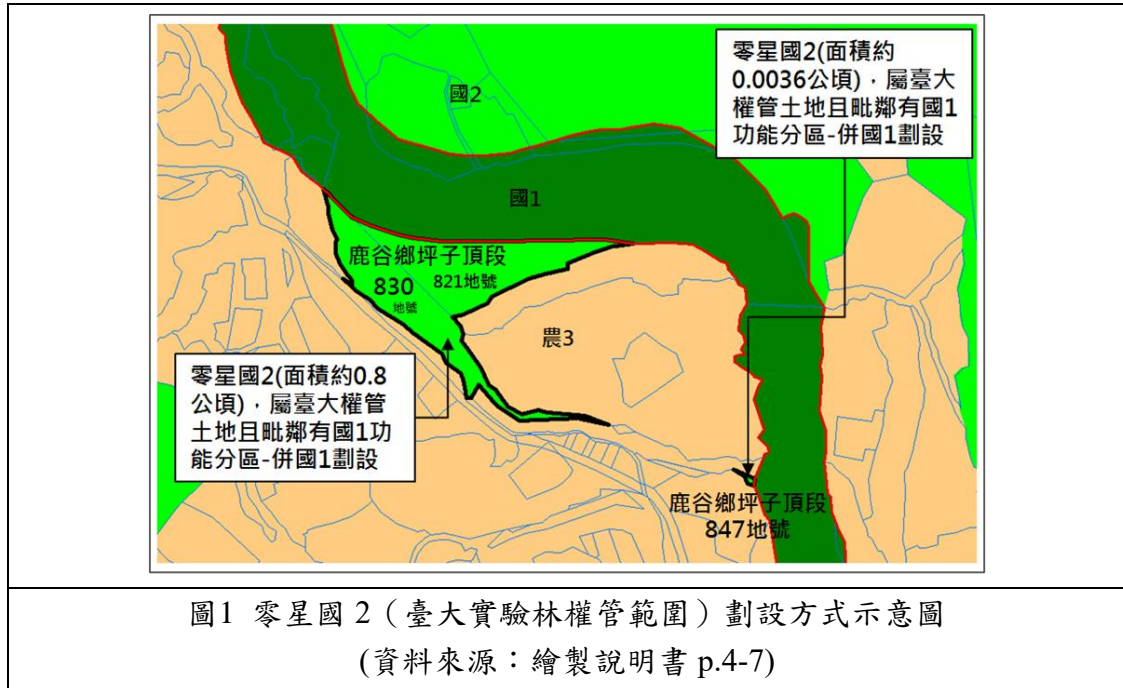 零星國2(面積約
0.0036公頃)，屬臺大
權管土地且毗鄰有國1
功能分區-併國1劃設
國2
國1
鹿谷鄉坪子頂段
830 821地號
地號
農3
零星國2(面積約0.8
公頃)，屬臺大權管
土地且毗鄰有國1功
能分區-併國1劃設
鹿谷鄉坪子頂段
847地號
圖1 零星國 2（臺大實驗林權管範圍）劃設方式示意圖
(資料來源：繪製說明書 p.4-7)